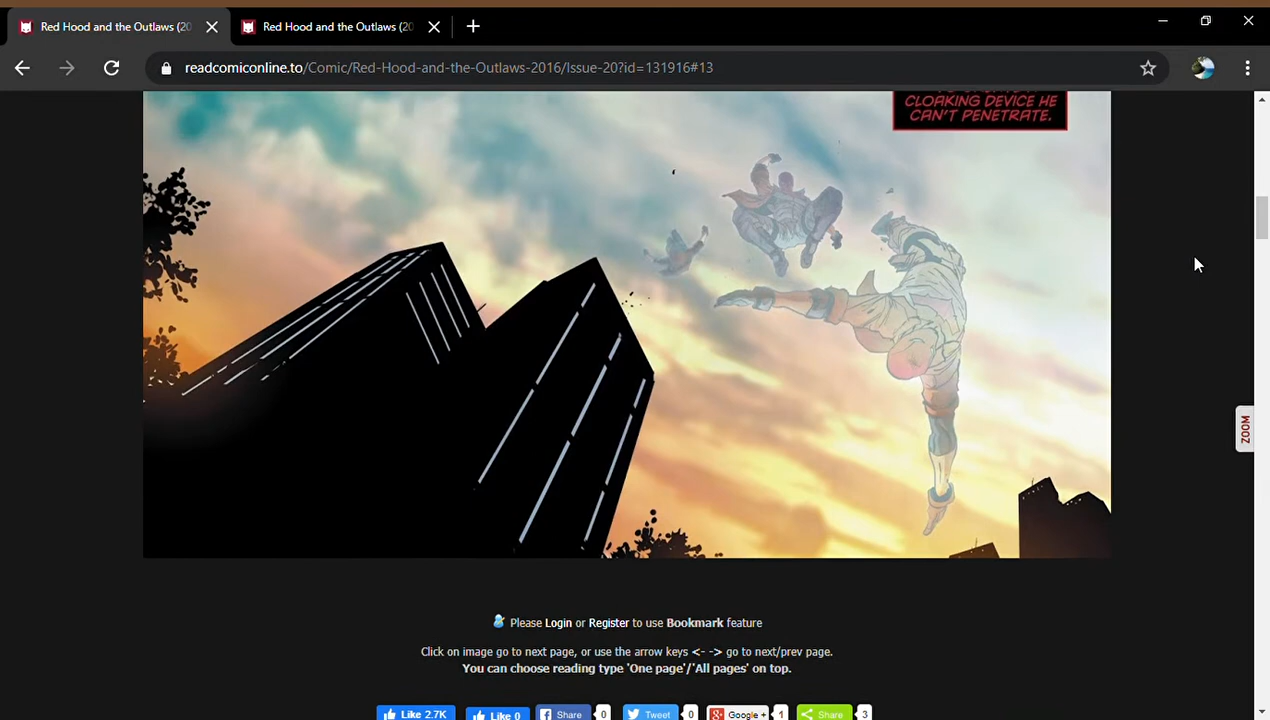 Red Hood and the Outlaws (20
Red Hood and the Outlaws (20
readcomiconline.to/Comic/Red-Hood-and-the-Outlaws-2016/Issue-20?id=131916#13
CLOAKING DEVICE HE
CAN'T PENETRATE.
ZOOM
Please Login or Register to use Bookmark feature
Click on image go to next page, or use the arrow keys <- -> go to next/prev page.
You can choose reading type 'One page'/'All pages' on top.
Like 2.7K Like 0 Share 0 Tweet 0 Google + 1 Share 3